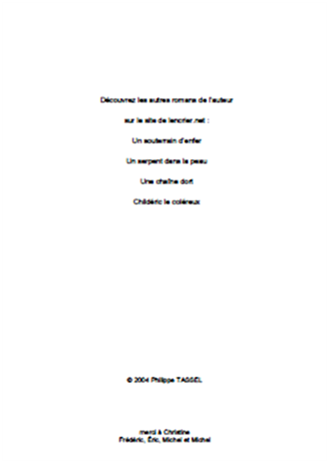 Découvrez les autres romans de l'auteur
sur le site de lencrier.net :
Un souterrain d'enfer
Un serpent dans la peau
Une chaîne dort
Childéric le coléreux
© 2004 Philippe TASSEL
merci à Christine
Frédéric, Éric, Michel et Michel